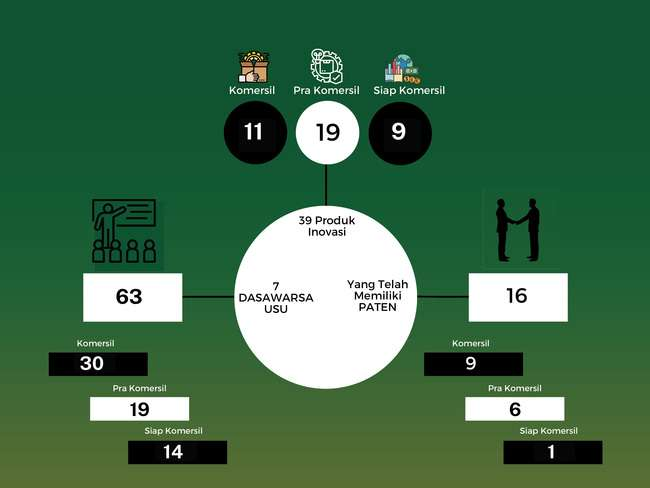 Komersil
Pra Komersil
Siap Komersil
11
19
9
39 Produk
Inovasi
7
DASAWARSA
USU
Yang Telah
Memiliki
PATEN
63
Komersil
30
Pra Komersil
19
Siap Komersil
14
16
Komersil
9
Pra Komersil
6
Siap Komersil
1